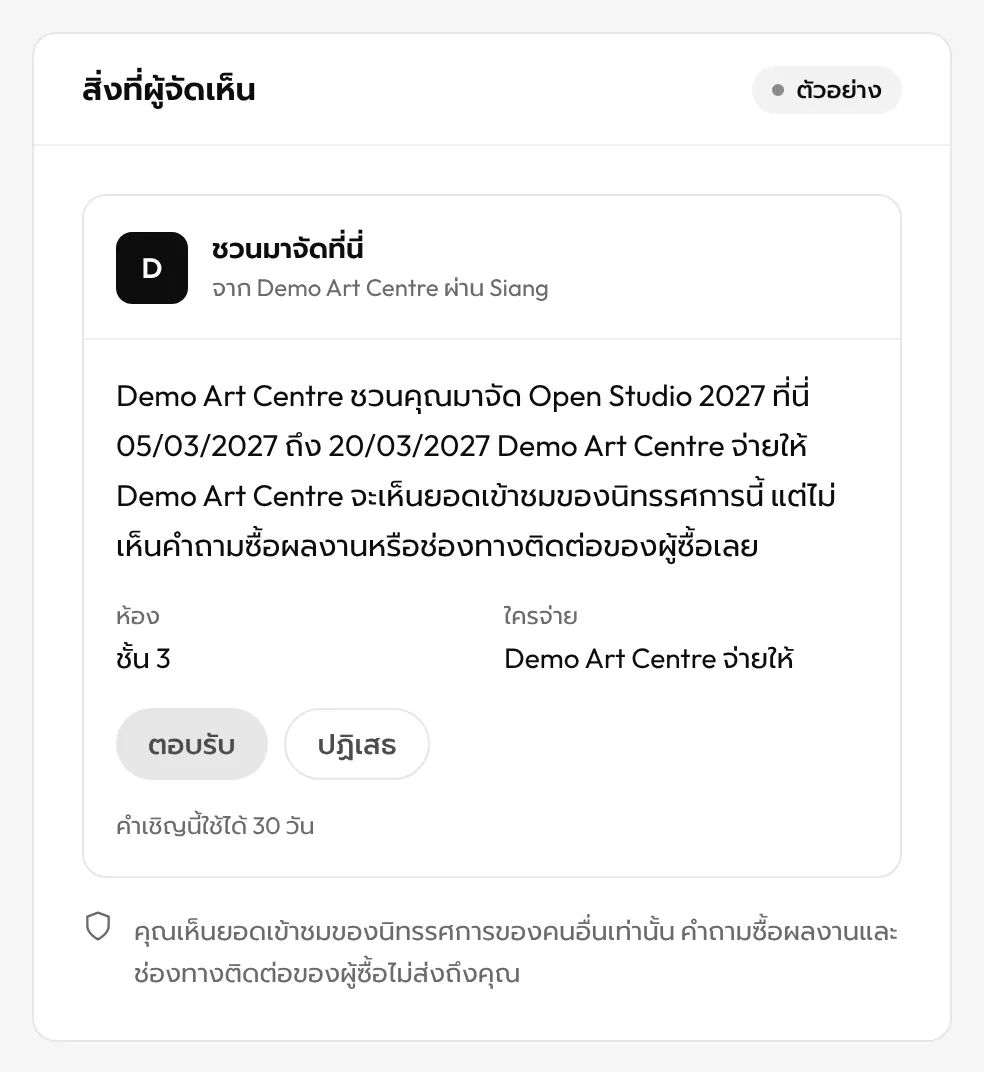 สิ่งที่ผู้จัดเห็น
ตัวอย่าง
D
ชวนมาจัดที่นี่
จาก Demo Art Centre ผ่าน Siang
Demo Art Centre ชวนคุณมาจัด Open Studio 2027 ที่นี่
05/03/2027 ถึง 20/03/2027 Demo Art Centre จ่ายให้
Demo Art Centre จะเห็นยอดเข้าชมของนิทรรศการนี้ แต่ไม่
เห็นคำถามซื้อผลงานหรือช่องทางติดต่อของผู้ซื้อเลย
ห้อง
ใครจ่าย
ชั้น 3
Demo Art Centre จ่ายให้
ตอบรับ
ปฏิเสธ
คำเชิญนี้ใช้ได้ 30 วัน
คุณเห็นยอดเข้าชมของนิทรรศการของคนอื่นเท่านั้น คำถามซื้อผลงานและ
ช่องทางติดต่อของผู้ซื้อไม่ส่งถึงคุณ